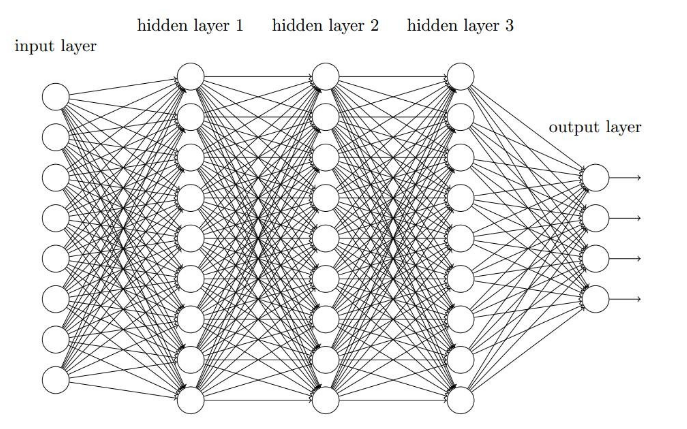 hidden layer 1
hidden layer 2
hidden layer 3
input layer
output layer